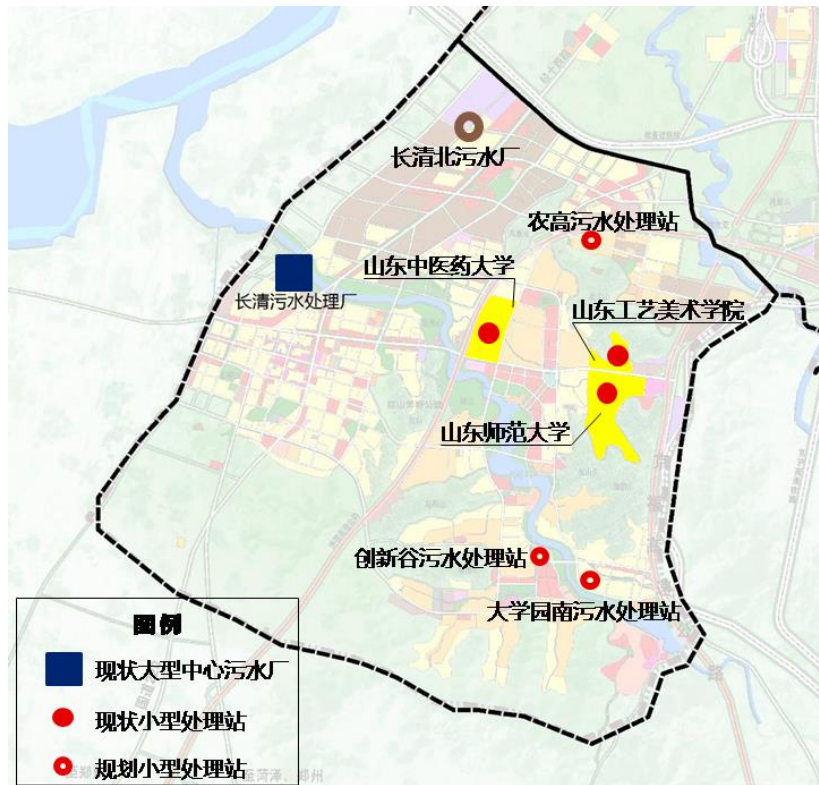 长清北污水厂
农高污水处理站
山东中医药大学
长清污水处理厂
山东工艺美术学院
山东师范大学
创新谷污水处理站
大学园南污水处理站
图例
现状大型中心污水厂
现状小型处理站
规划小型处理站